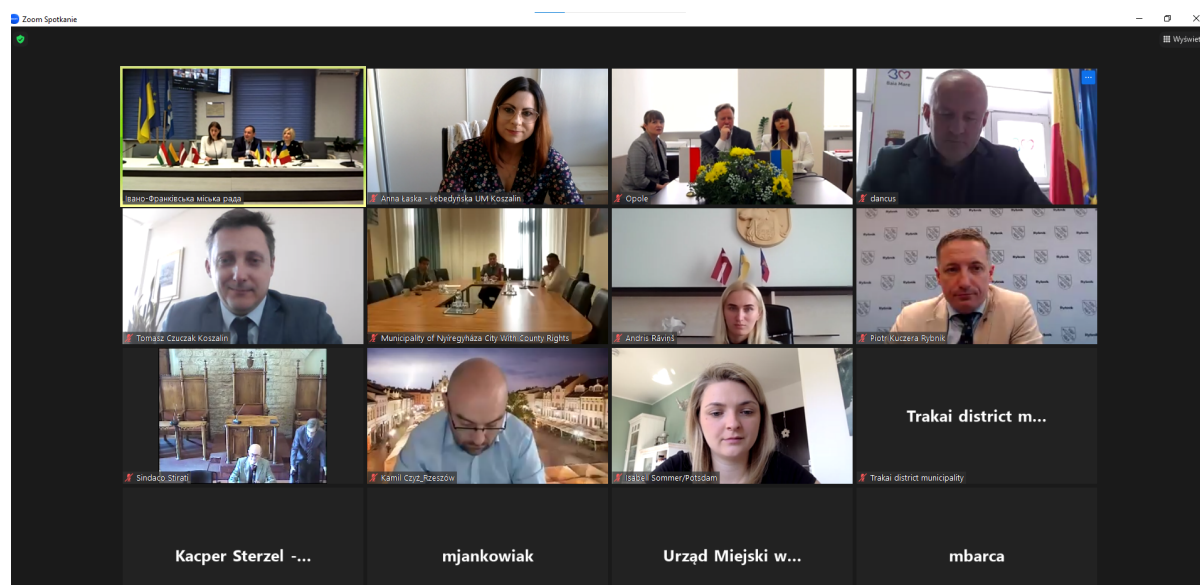 Zoom Spotkanie
Wyświet
Івано-Франківська міська рада
Anna Łaska - Łebedyńska UM Koszalin
Opole
dancus
Tomasz Czuczak Koszalin
Municipality of Nyíregyháza City With County Rights
Andris Rāviņš
Piotr Kuczera Rybnik
Sindaco Stirati
Kamil Czyż_Rzeszów
Isabell Sommer/Potsdam
Trakai district m...
Trakai district municipality
Kacper Sterzel -...
mjankowiak
Urząd Miejski w...
mbarca